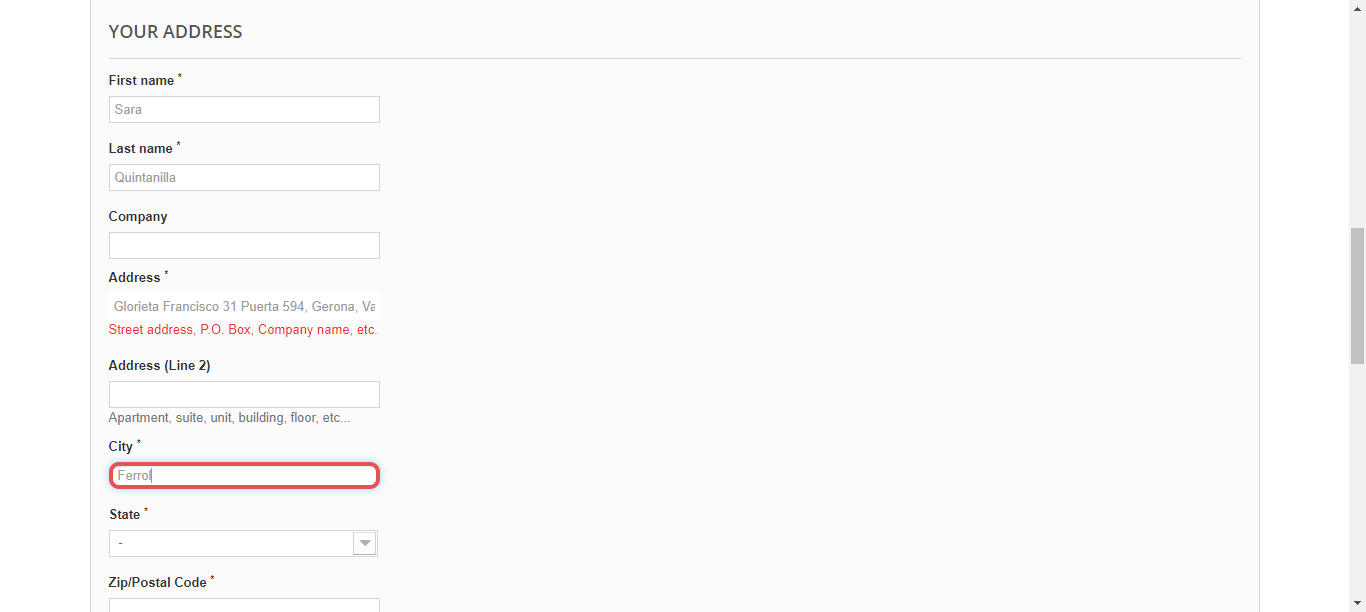 YOUR ADDRESS
First name *
Sara
Last name *
Quintanilla
Company
Address *
Glorieta Francisco 31 Puerta 594, Gerona, Va
Street address, P.O. Box, Company name, etc.
Address (Line 2)
Apartment, suite, unit, building, floor, etc...
City *
Ferrol
State *
-
Zip/Postal Code *